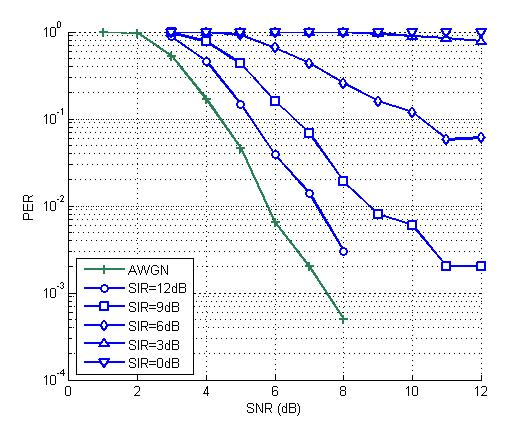 10^0
10^-1
10^-2
10^-3
10^-4
PER
AWGN
SIR=12dB
SIR=9dB
SIR=6dB
SIR=3dB
SIR=0dB
0 2 4 6 8 10 12
SNR (dB)